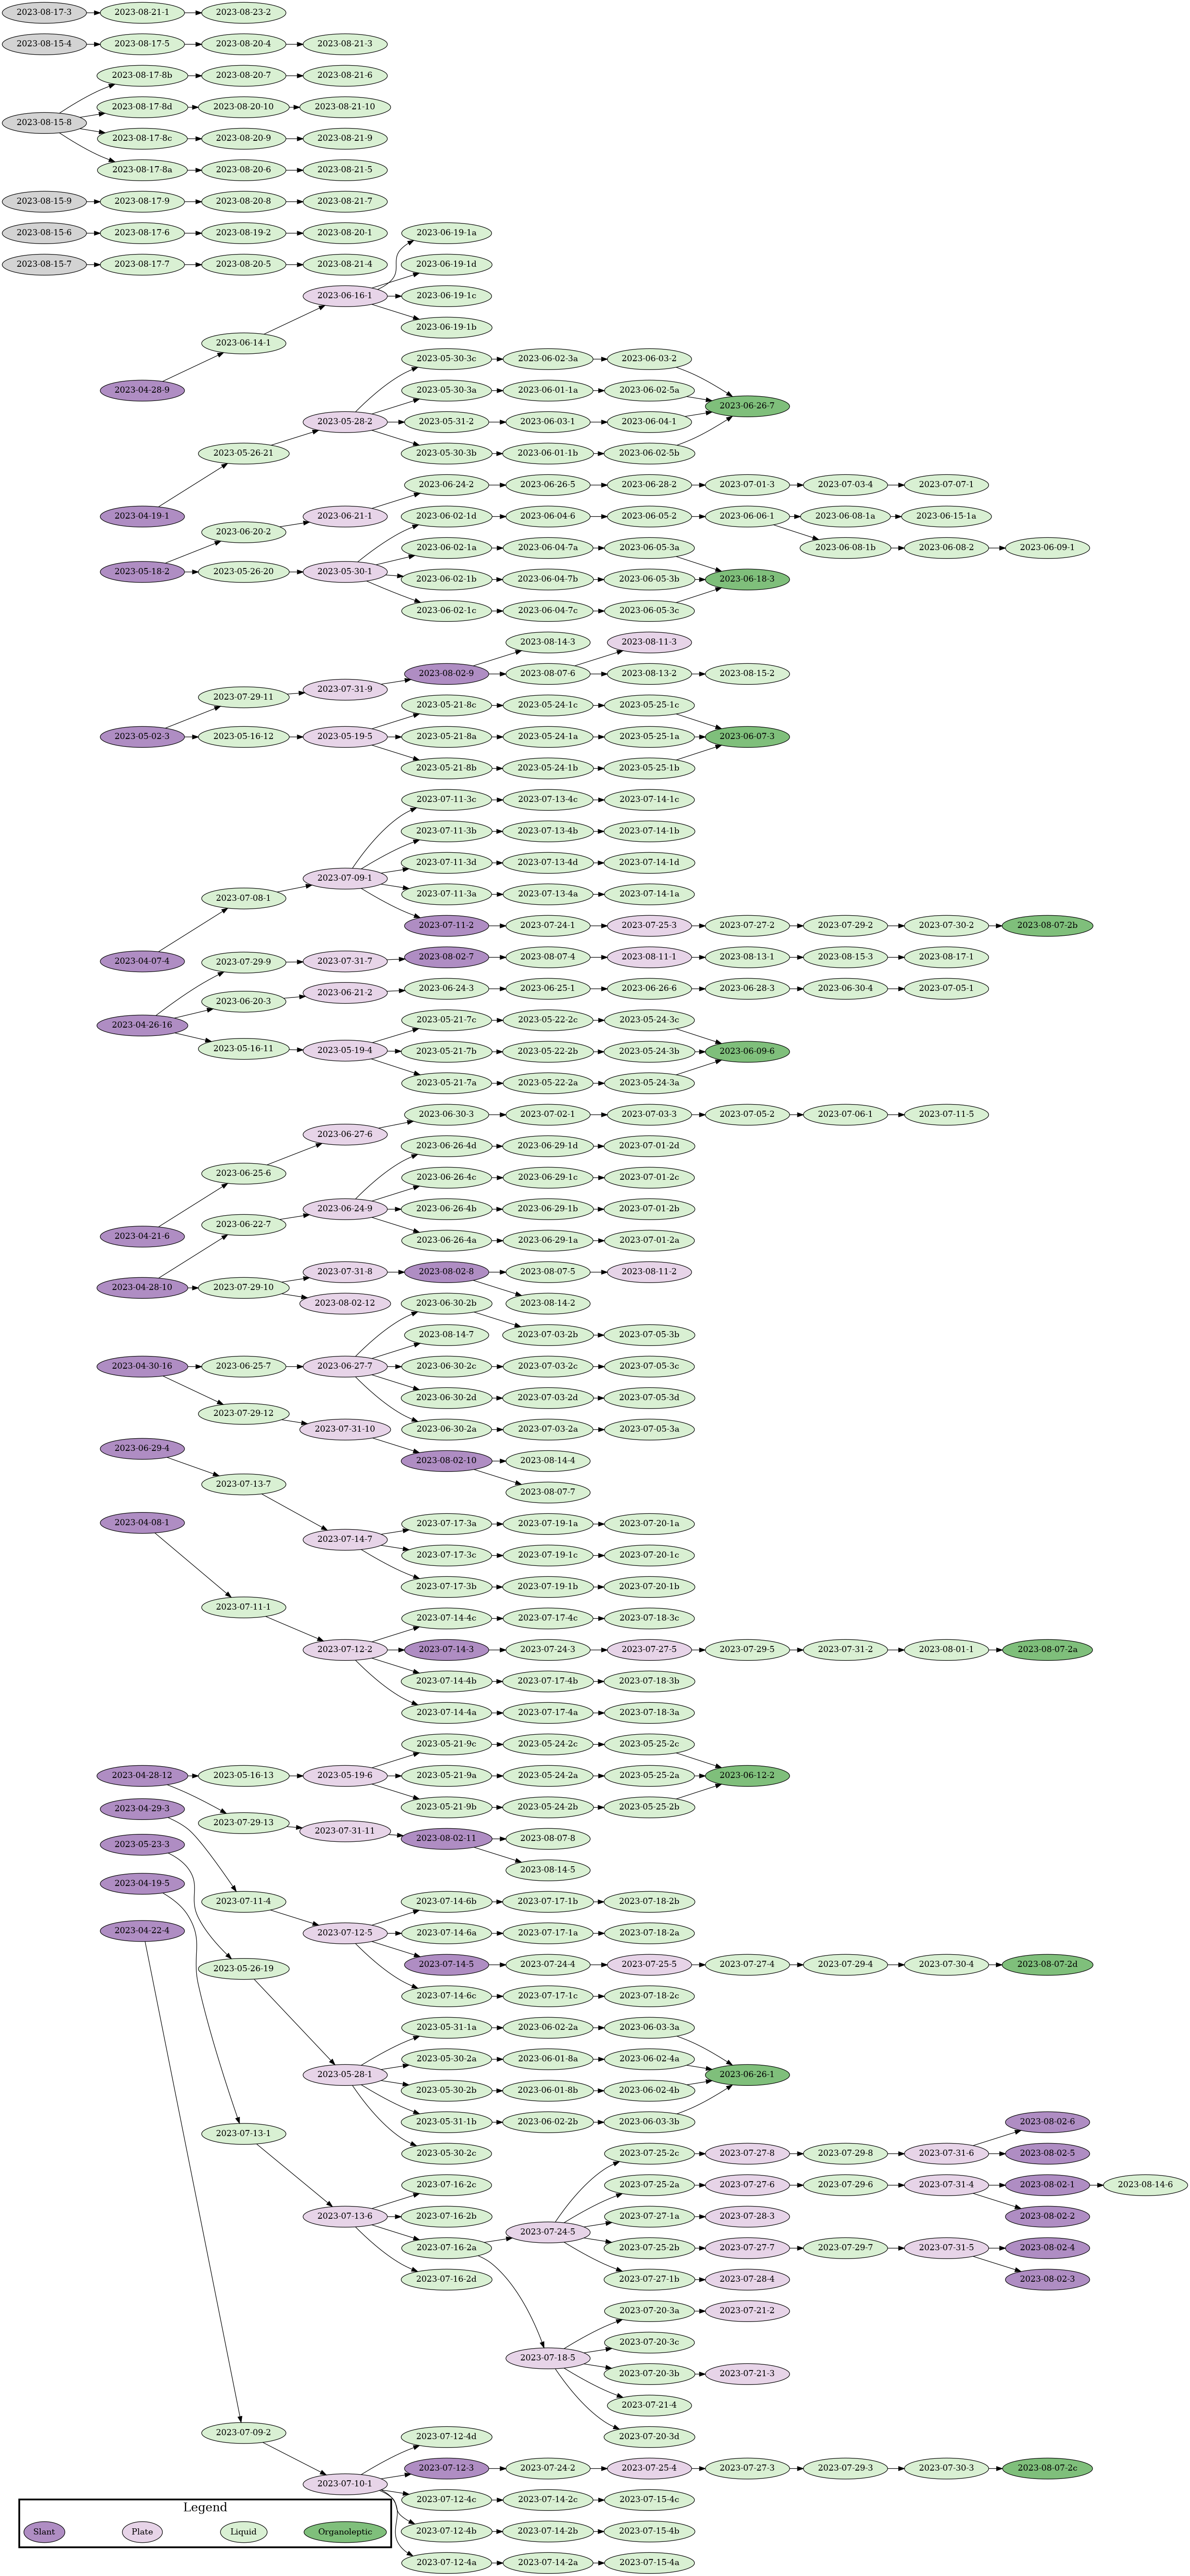 2023-08-17-3 2023-08-21-1 2023-08-23-2
2023-08-15-4 2023-08-17-5 2023-08-20-4 2023-08-21-3
2023-08-17-8b 2023-08-20-7 2023-08-21-6
2023-08-17-8d 2023-08-20-10 2023-08-21-10
2023-08-15-8
2023-08-17-8c 2023-08-20-9 2023-08-21-9
2023-08-17-8a 2023-08-20-6 2023-08-21-5
2023-08-15-9 2023-08-17-9 2023-08-20-8 2023-08-21-7
2023-08-15-6 2023-08-17-6 2023-08-19-2 2023-08-20-1 2023-06-19-1a
2023-08-15-7 2023-08-17-7 2023-08-20-5 2023-08-21-4 2023-06-19-1d
2023-06-16-1 2023-06-19-1c
2023-06-19-1b
2023-06-14-1
2023-05-30-3c 2023-06-02-3a 2023-06-03-2
2023-04-28-9 2023-05-30-3a 2023-06-01-1a 2023-06-02-5a
2023-06-26-7
2023-05-28-2 2023-05-31-2 2023-06-03-1 2023-06-04-1
2023-05-26-21 2023-05-30-3b 2023-06-01-1b 2023-06-02-5b
2023-06-24-2 2023-06-26-5 2023-06-28-2 2023-07-01-3 2023-07-03-4 2023-07-07-1
2023-04-19-1 2023-06-21-1 2023-06-02-1d 2023-06-04-6 2023-06-05-2 2023-06-06-1 2023-06-08-1a 2023-06-15-1a
2023-06-20-2
2023-06-02-1a 2023-06-04-7a 2023-06-05-3a 2023-06-08-1b 2023-06-08-2 2023-06-09-1
2023-05-18-2 2023-05-26-20 2023-05-30-1
2023-06-02-1b 2023-06-04-7b 2023-06-05-3b 2023-06-18-3
2023-06-02-1c 2023-06-04-7c 2023-06-05-3c
2023-08-14-3 2023-08-11-3
2023-08-02-9 2023-08-07-6 2023-08-13-2 2023-08-15-2
2023-07-31-9
2023-07-29-11
2023-05-21-8c 2023-05-24-1c 2023-05-25-1c
2023-05-02-3 2023-05-16-12 2023-05-19-5 2023-05-21-8a 2023-05-24-1a 2023-05-25-1a 2023-06-07-3
2023-05-21-8b 2023-05-24-1b 2023-05-25-1b
2023-07-11-3c 2023-07-13-4c 2023-07-14-1c
2023-07-11-3b 2023-07-13-4b 2023-07-14-1b
2023-07-11-3d 2023-07-13-4d 2023-07-14-1d
2023-07-09-1
2023-07-08-1 2023-07-11-3a 2023-07-13-4a 2023-07-14-1a
2023-07-11-2 2023-07-24-1 2023-07-25-3 2023-07-27-2 2023-07-29-2 2023-07-30-2 2023-08-07-2b
2023-04-07-4 2023-07-29-9 2023-07-31-7 2023-08-02-7 2023-08-07-4 2023-08-11-1 2023-08-13-1 2023-08-15-3 2023-08-17-1
2023-06-20-3 2023-06-21-2 2023-06-24-3 2023-06-25-1 2023-06-26-6 2023-06-28-3 2023-06-30-4 2023-07-05-1
2023-04-26-16 2023-05-21-7c 2023-05-22-2c 2023-05-24-3c
2023-05-16-11 2023-05-19-4 2023-05-21-7b 2023-05-22-2b 2023-05-24-3b 2023-06-09-6
2023-05-21-7a 2023-05-22-2a 2023-05-24-3a
2023-06-30-3 2023-07-02-1 2023-07-03-3 2023-07-05-2 2023-07-06-1 2023-07-11-5
2023-06-27-6
2023-06-26-4d 2023-06-29-1d 2023-07-01-2d
2023-06-25-6 2023-06-26-4c 2023-06-29-1c 2023-07-01-2c
2023-06-24-9 2023-06-26-4b 2023-06-29-1b 2023-07-01-2b
2023-06-22-7
2023-04-21-6 2023-06-26-4a 2023-06-29-1a 2023-07-01-2a
2023-07-31-8 2023-08-02-8 2023-08-07-5 2023-08-11-2
2023-04-28-10 2023-07-29-10
2023-08-02-12 2023-06-30-2b 2023-08-14-2
2023-08-14-7 2023-07-03-2b 2023-07-05-3b
2023-04-30-16 2023-06-25-7 2023-06-27-7 2023-06-30-2c 2023-07-03-2c 2023-07-05-3c
2023-06-30-2d 2023-07-03-2d 2023-07-05-3d
2023-07-29-12
2023-07-31-10 2023-06-30-2a 2023-07-03-2a 2023-07-05-3a
2023-06-29-4
2023-08-02-10 2023-08-14-4
2023-07-13-7 2023-08-07-7
2023-04-08-1 2023-07-17-3a 2023-07-19-1a 2023-07-20-1a
2023-07-14-7
2023-07-17-3c 2023-07-19-1c 2023-07-20-1c
2023-07-17-3b 2023-07-19-1b 2023-07-20-1b
2023-07-11-1
2023-07-14-4c 2023-07-17-4c 2023-07-18-3c
2023-07-12-2 2023-07-14-3 2023-07-24-3 2023-07-27-5 2023-07-29-5 2023-07-31-2 2023-08-01-1 2023-08-07-2a
2023-07-14-4b 2023-07-17-4b 2023-07-18-3b
2023-07-14-4a 2023-07-17-4a 2023-07-18-3a
2023-05-21-9c 2023-05-24-2c 2023-05-25-2c
2023-04-28-12 2023-05-16-13 2023-05-19-6 2023-05-21-9a 2023-05-24-2a 2023-05-25-2a 2023-06-12-2
2023-04-29-3 2023-05-21-9b 2023-05-24-2b 2023-05-25-2b
2023-07-29-13
2023-07-31-11 2023-08-02-11 2023-08-07-8
2023-05-23-3
2023-08-14-5
2023-04-19-5
2023-07-11-4 2023-07-14-6b 2023-07-17-1b 2023-07-18-2b
2023-04-22-4 2023-07-12-5 2023-07-14-6a 2023-07-17-1a 2023-07-18-2a
2023-05-26-19 2023-07-14-5 2023-07-24-4 2023-07-25-5 2023-07-27-4 2023-07-29-4 2023-07-30-4 2023-08-07-2d
2023-07-14-6c 2023-07-17-1c 2023-07-18-2c
2023-05-31-1a 2023-06-02-2a 2023-06-03-3a
2023-05-30-2a 2023-06-01-8a 2023-06-02-4a
2023-05-28-1 2023-06-26-1
2023-05-30-2b 2023-06-01-8b 2023-06-02-4b
2023-05-31-1b 2023-06-02-2b 2023-06-03-3b 2023-08-02-6
2023-07-13-1
2023-05-30-2c 2023-07-25-2c 2023-07-27-8 2023-07-29-8 2023-07-31-6 2023-08-02-5
2023-07-16-2c 2023-07-25-2a 2023-07-27-6 2023-07-29-6 2023-07-31-4 2023-08-02-1 2023-08-14-6
2023-07-13-6 2023-07-16-2b 2023-07-27-1a 2023-07-28-3 2023-08-02-2
2023-07-24-5
2023-07-16-2a 2023-07-25-2b 2023-07-27-7 2023-07-29-7 2023-07-31-5 2023-08-02-4
2023-07-16-2d 2023-07-27-1b 2023-07-28-4 2023-08-02-3
2023-07-20-3a 2023-07-21-2
2023-07-20-3c
2023-07-18-5
2023-07-20-3b 2023-07-21-3
2023-07-21-4
2023-07-09-2 2023-07-12-4d 2023-07-20-3d
2023-07-12-3 2023-07-24-2 2023-07-25-4 2023-07-27-3 2023-07-29-3 2023-07-30-3 2023-08-07-2c
2023-07-10-1
2023-07-12-4c 2023-07-14-2c 2023-07-15-4c
Legend
Slant Plate Liquid Organoleptic 2023-07-12-4b 2023-07-14-2b 2023-07-15-4b
2023-07-12-4a 2023-07-14-2a 2023-07-15-4a